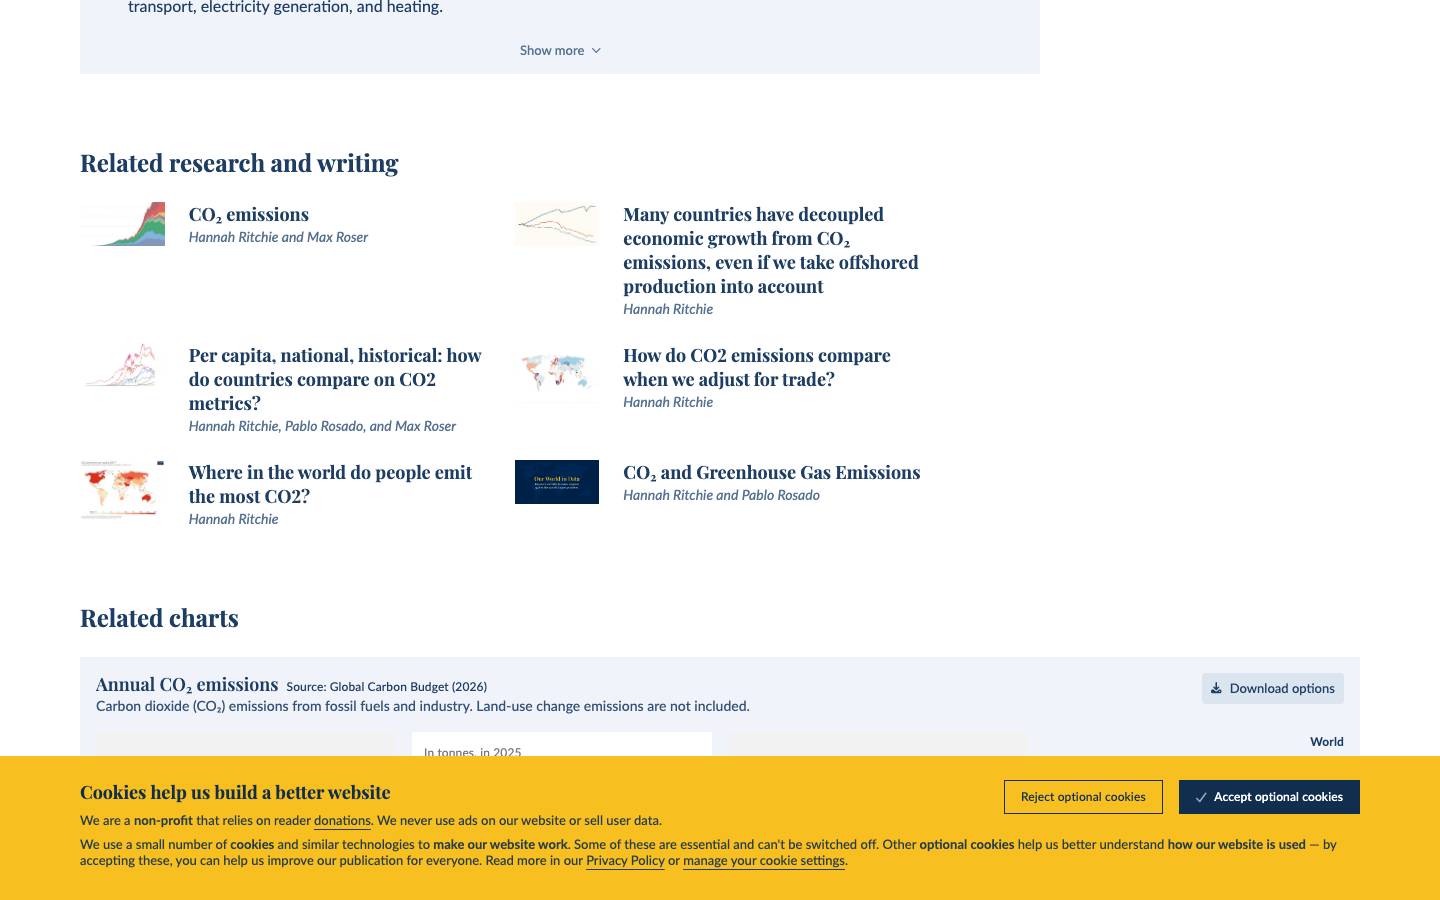 transport, electricity generation, and heating.
Show more
Related research and writing
CO₂ emissions
Hannah Ritchie and Max Roser
Many countries have decoupled
economic growth from CO₂
emissions, even if we take offshored
production into account
Hannah Ritchie
Per capita, national, historical: how
do countries compare on CO2
metrics?
Hannah Ritchie, Pablo Rosado, and Max Roser
How do CO2 emissions compare
when we adjust for trade?
Hannah Ritchie
Where in the world do people emit
the most CO2?
Hannah Ritchie
Our World in Data
CO₂ and Greenhouse Gas Emissions
Hannah Ritchie and Pablo Rosado
Related charts
Annual CO₂ emissions Source: Global Carbon Budget (2026)
Download options
Carbon dioxide (CO₂) emissions from fossil fuels and industry. Land-use change emissions are not included.
World
In tonnes, in 2025
Cookies help us build a better website
Reject optional cookies
Accept optional cookies
We are a non-profit that relies on reader donations. We never use ads on our website or sell user data.
We use a small number of cookies and similar technologies to make our website work. Some of these are essential and can't be switched off. Other optional cookies help us better understand how our website is used — by
accepting these, you can help us improve our publication for everyone. Read more in our Privacy Policy or manage your cookie settings.